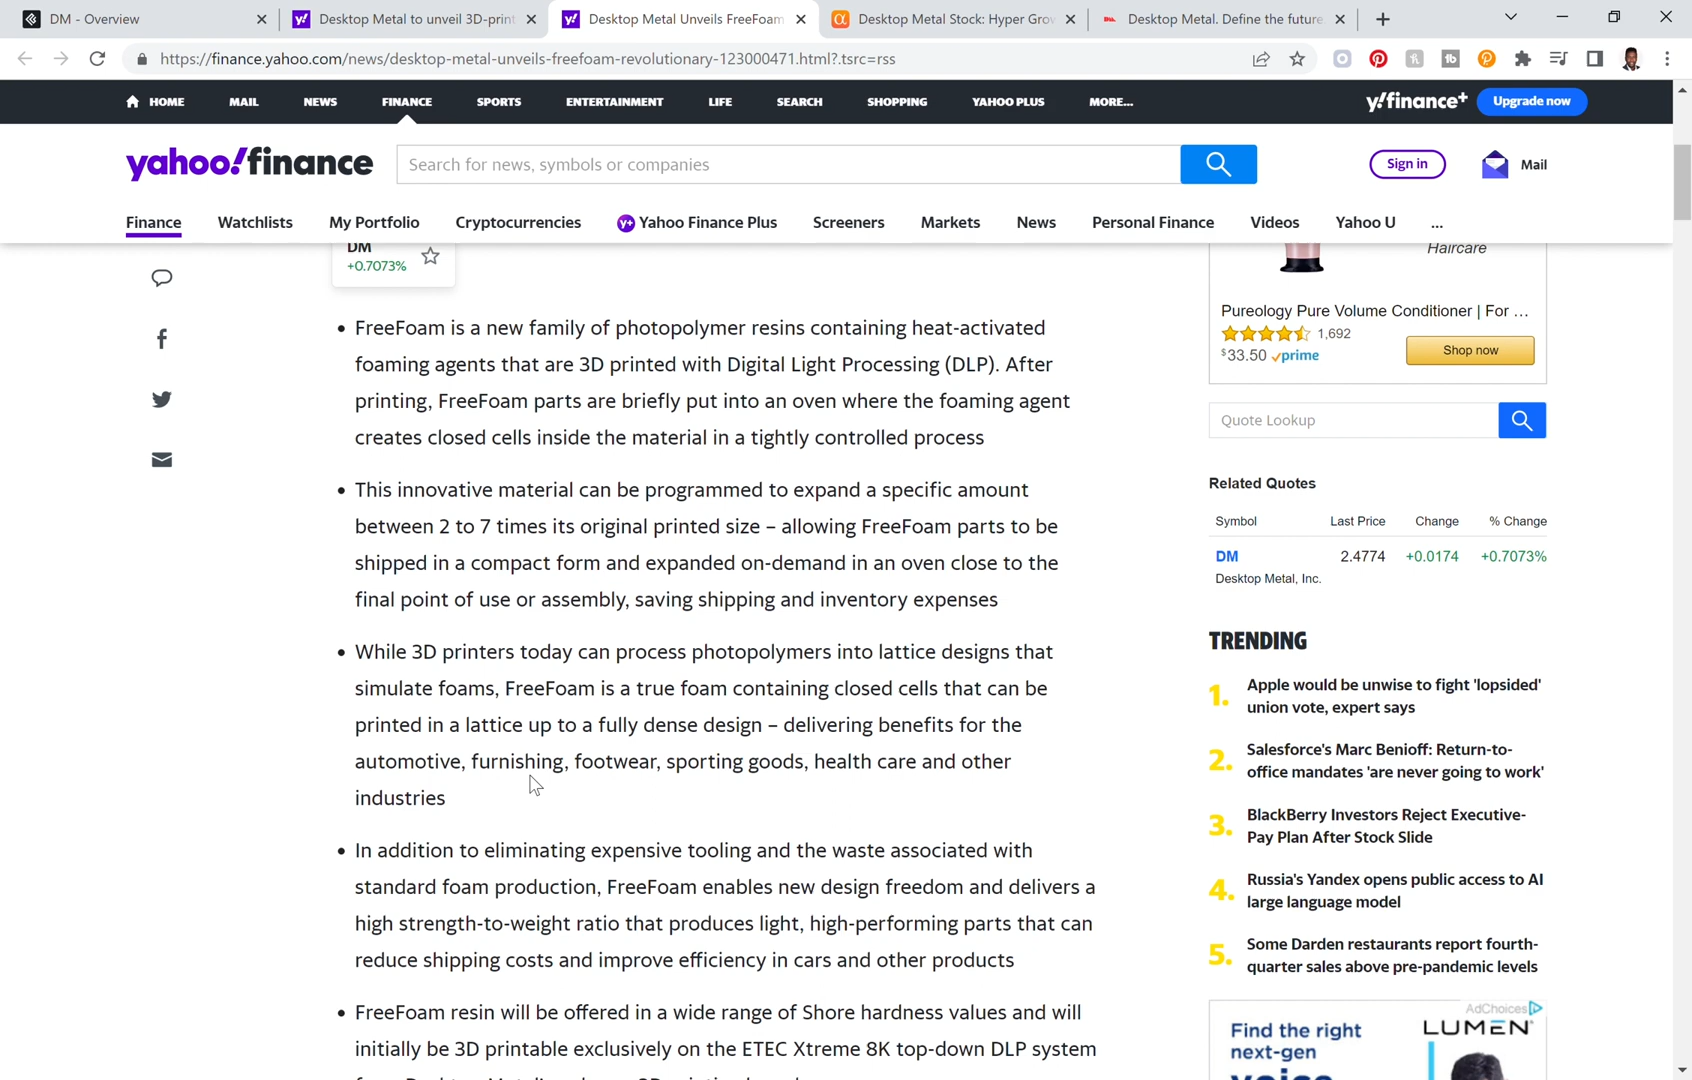 DM - Overview
Desktop Metal to unveil 3D-print
Desktop Metal Unveils FreeFoam
Desktop Metal Stock: Hyper Grow
Desktop Metal. Define the future
https://finance.yahoo.com/news/desktop-metal-unveils-freefoam-revolutionary-123000471.html?.tsrc=rss
HOME
MAIL
NEWS
FINANCE
SPORTS
ENTERTAINMENT
LIFE
SEARCH
SHOPPING
YAHOO PLUS
MORE...
y!finance+
Upgrade now
yahoo!finance
Search for news, symbols or companies
Sign in
Mail
Finance
Watchlists
My Portfolio
Cryptocurrencies
Yahoo Finance Plus
Screeners
Markets
News
Personal Finance
Videos
Yahoo U
...
DM
+0.7073%
• FreeFoam is a new family of photopolymer resins containing heat-activated
foaming agents that are 3D printed with Digital Light Processing (DLP). After
printing, FreeFoam parts are briefly put into an oven where the foaming agent
creates closed cells inside the material in a tightly controlled process
• This innovative material can be programmed to expand a specific amount
between 2 to 7 times its original printed size – allowing FreeFoam parts to be
shipped in a compact form and expanded on-demand in an oven close to the
final point of use or assembly, saving shipping and inventory expenses
• While 3D printers today can process photopolymers into lattice designs that
simulate foams, FreeFoam is a true foam containing closed cells that can be
printed in a lattice up to a fully dense design – delivering benefits for the
automotive, furnishing, footwear, sporting goods, health care and other
industries
• In addition to eliminating expensive tooling and the waste associated with
standard foam production, FreeFoam enables new design freedom and delivers a
high strength-to-weight ratio that produces light, high-performing parts that can
reduce shipping costs and improve efficiency in cars and other products
• FreeFoam resin will be offered in a wide range of Shore hardness values and will
initially be 3D printable exclusively on the ETEC Xtreme 8K top-down DLP system
Haircare
Pureology Pure Volume Conditioner | For ...
1,692
$33.50 prime
Shop now
Quote Lookup
Related Quotes
Symbol Last Price Change % Change
DM 2.4774 +0.0174 +0.7073%
Desktop Metal, Inc.
TRENDING
1. Apple would be unwise to fight 'lopsided'
union vote, expert says
2. Salesforce's Marc Benioff: Return-to-
office mandates 'are never going to work'
3. BlackBerry Investors Reject Executive-
Pay Plan After Stock Slide
4. Russia's Yandex opens public access to AI
large language model
5. Some Darden restaurants report fourth-
quarter sales above pre-pandemic levels
AdChoices
Find the right
next-gen
voice
LUMEN